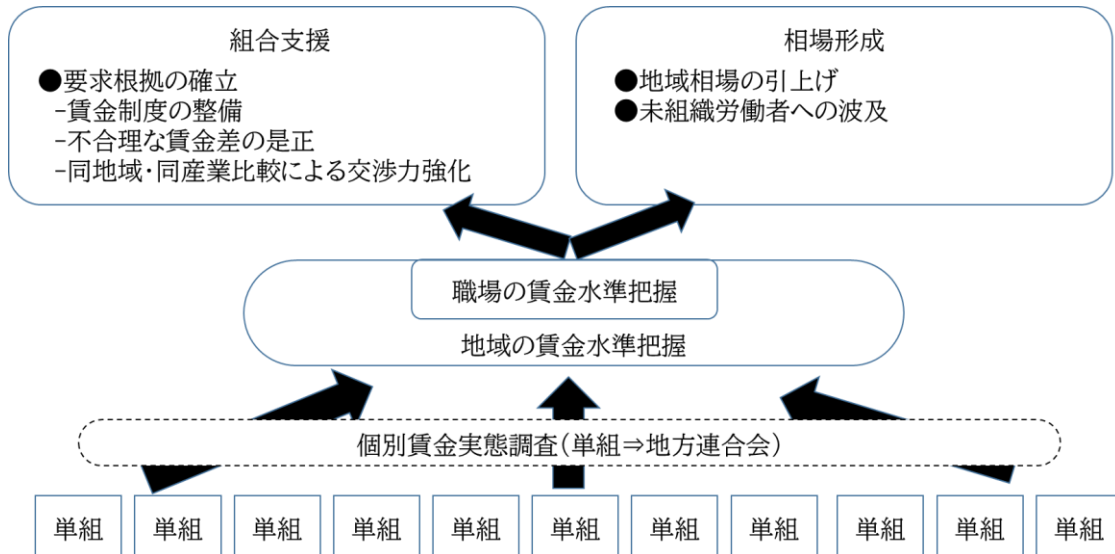 組合支援
●要求根拠の確立
-賃金制度の整備
-不合理な賃金差の是正
-同地域・同産業比較による交渉力強化
相場形成
●地域相場の引上げ
●未組織労働者への波及
職場の賃金水準把握
地域の賃金水準把握
個別賃金実態調査(単組⇒地方連合会)
単組
単組
単組
単組
単組
単組
単組
単組
単組
単組
単組